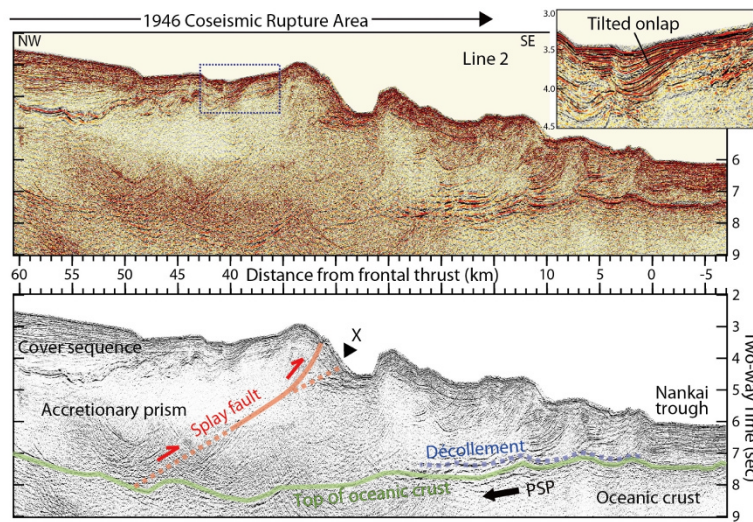 1946 Coseismic Rupture Area
NW
SE
Line 2
Tilted onlap
3.0
3.5
4.0
4.5
6
7
8
9
60 55 50 45 40 Distance from frontal thrust (km) 10 5 0 -5
2
3
4
5
6
7
8
9
Two-way Time (sec)
X
Cover sequence
Accretionary prism
Splay fault
Nankai
trough
Décollement
Top of oceanic crust
PSP
Oceanic crust